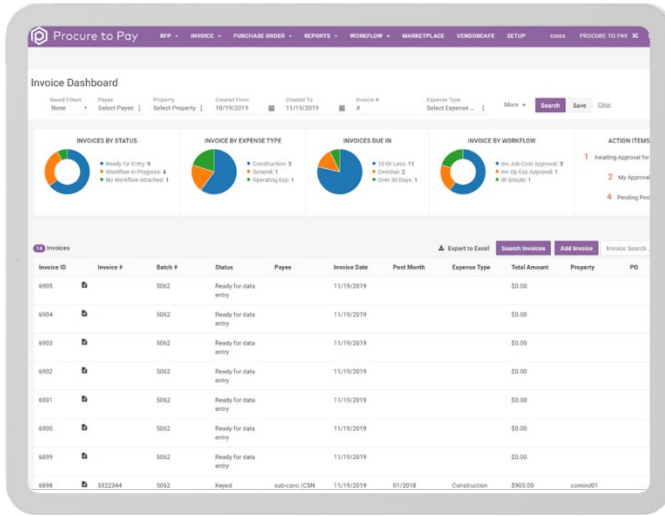 Procure to Pay RFP INVOICE PURCHASE ORDER REPORTS WORKFLOW MARKETPLACE VENDORCAFE SETUP cores PROCURE TO PAY
Invoice Dashboard
Saved Filters Payee Property Created From Created To Invoice # Expense Type
None Select Payee Select Property 10/19/2019 11/19/2019 # Select Expense ... More Search Save Clear
INVOICES BY STATUS INVOICE BY EXPENSE TYPE INVOICES DUE IN INVOICE BY WORKFLOW ACTION ITEMS
Ready for Entry: 9 Construction: 3 10 Or Less: 11 Inv Job Cost Approval: 3 1 Awaiting Approval for
Workflow in Progress: 4 General: 1 Overdue: 2 Inv Op Exp Approval: 1 2 My Approval
No Workflow Attached: 1 Operating Exp: 1 Over 30 Days: 1 IR Simple: 1 4 Pending Post
14 Invoices Export to Excel Search Invoices Add Invoice Invoice Search
Invoice ID Invoice # Batch # Status Payee Invoice Date Post Month Expense Type Total Amount Property PO
6905 5062 Ready for data 11/19/2019 $0.00
entry
6904 5062 Ready for data 11/19/2019 $0.00
entry
6903 5062 Ready for data 11/19/2019 $0.00
entry
6902 5062 Ready for data 11/19/2019 $0.00
entry
6901 5062 Ready for data 11/19/2019 $0.00
entry
6900 5062 Ready for data 11/19/2019 $0.00
entry
6899 5062 Ready for data 11/19/2019 $0.00
entry
6898 3322344 5062 Keyed sub-canc (CSN 11/19/2019 01/2018 Construction $900.00 comind01